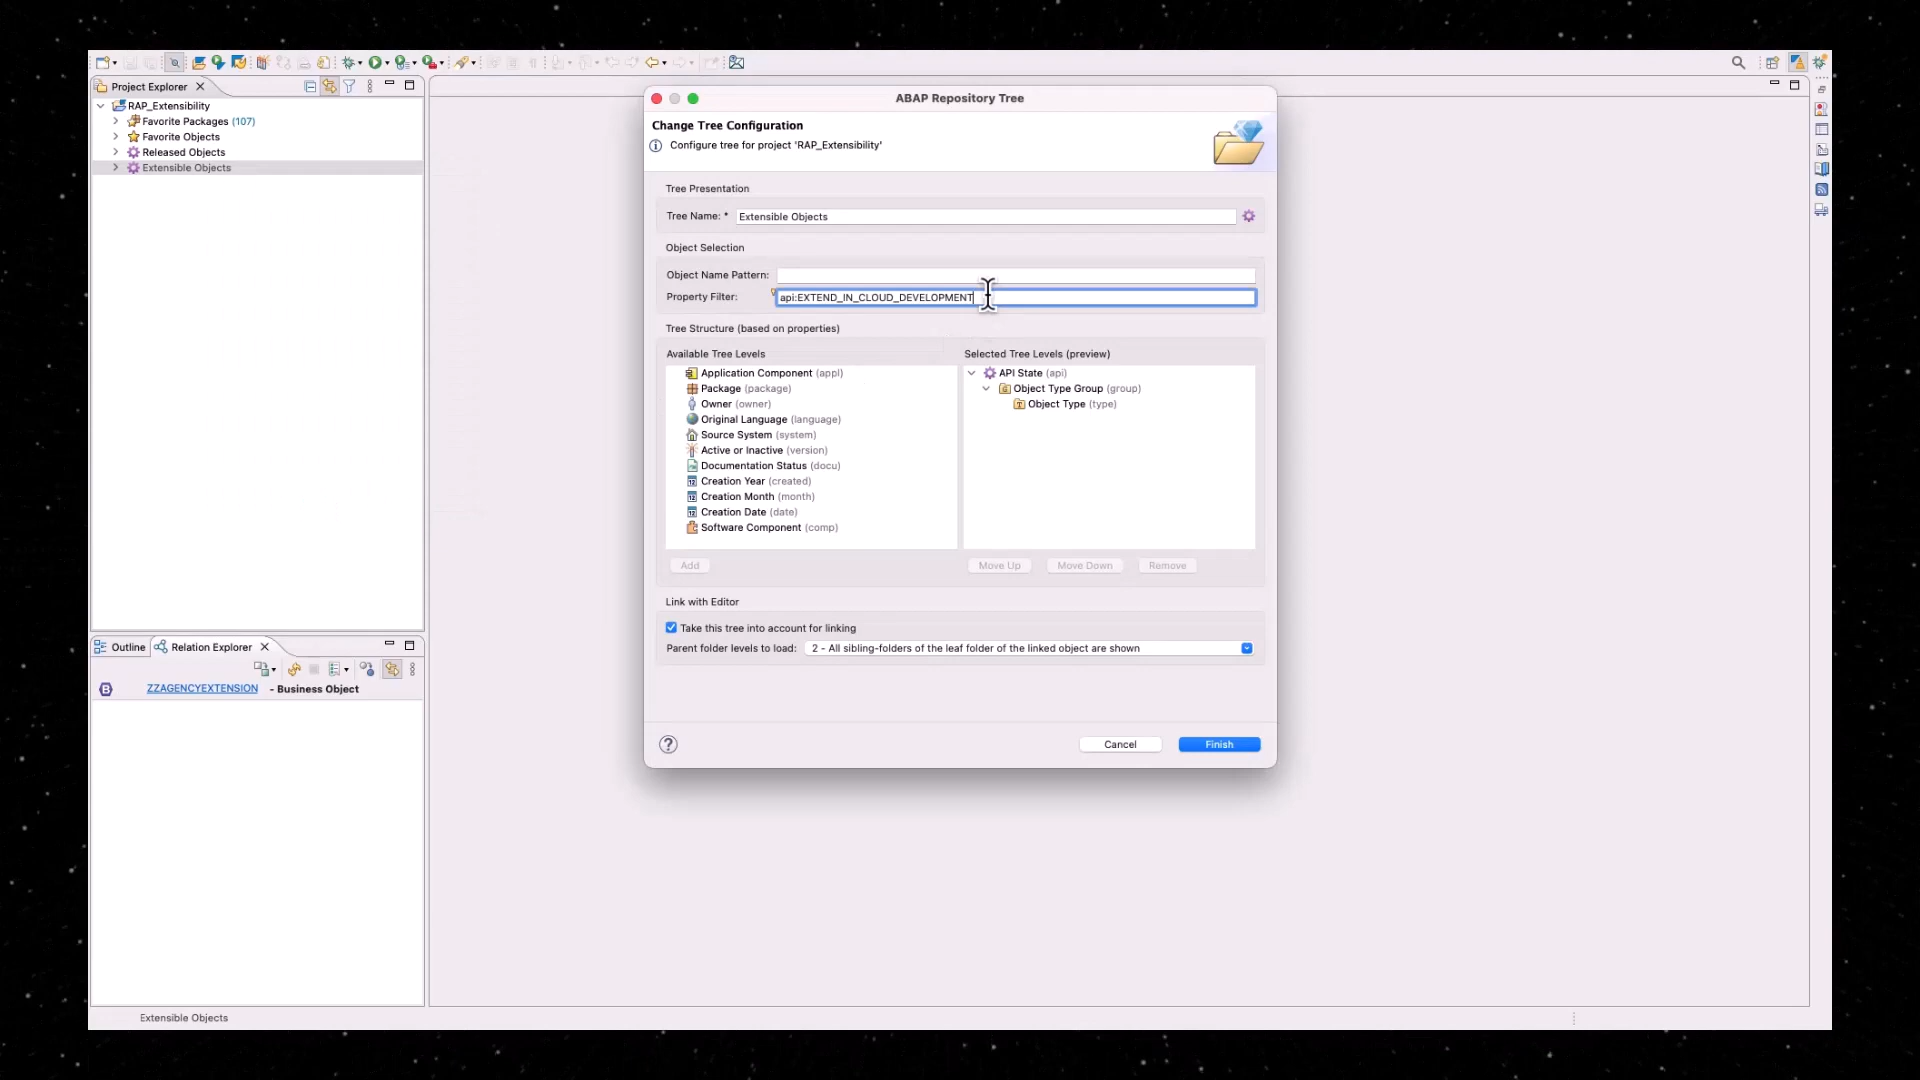 Project Explorer
RAP_Extensibility
Favorite Packages (107)
Favorite Objects
Released Objects
Extensible Objects
ABAP Repository Tree
Change Tree Configuration
Configure tree for project 'RAP_Extensibility'
Tree Presentation
Tree Name: * Extensible Objects
Object Selection
Object Name Pattern:
Property Filter: api:EXTEND_IN_CLOUD_DEVELOPMENT
Tree Structure (based on properties)
Available Tree Levels
Application Component (appl)
Package (package)
Owner (owner)
Original Language (language)
Source System (system)
Active or Inactive (version)
Documentation Status (docu)
Creation Year (created)
Creation Month (month)
Creation Date (date)
Software Component (comp)
Add
Selected Tree Levels (preview)
API State (api)
Object Type Group (group)
Object Type (type)
Move Up Move Down Remove
Link with Editor
Take this tree into account for linking
Parent folder levels to load: 2 - All sibling-folders of the leaf folder of the linked object are shown
? Cancel Finish
Outline Relation Explorer
ZZAGENCYEXTENSION - Business Object
Extensible Objects